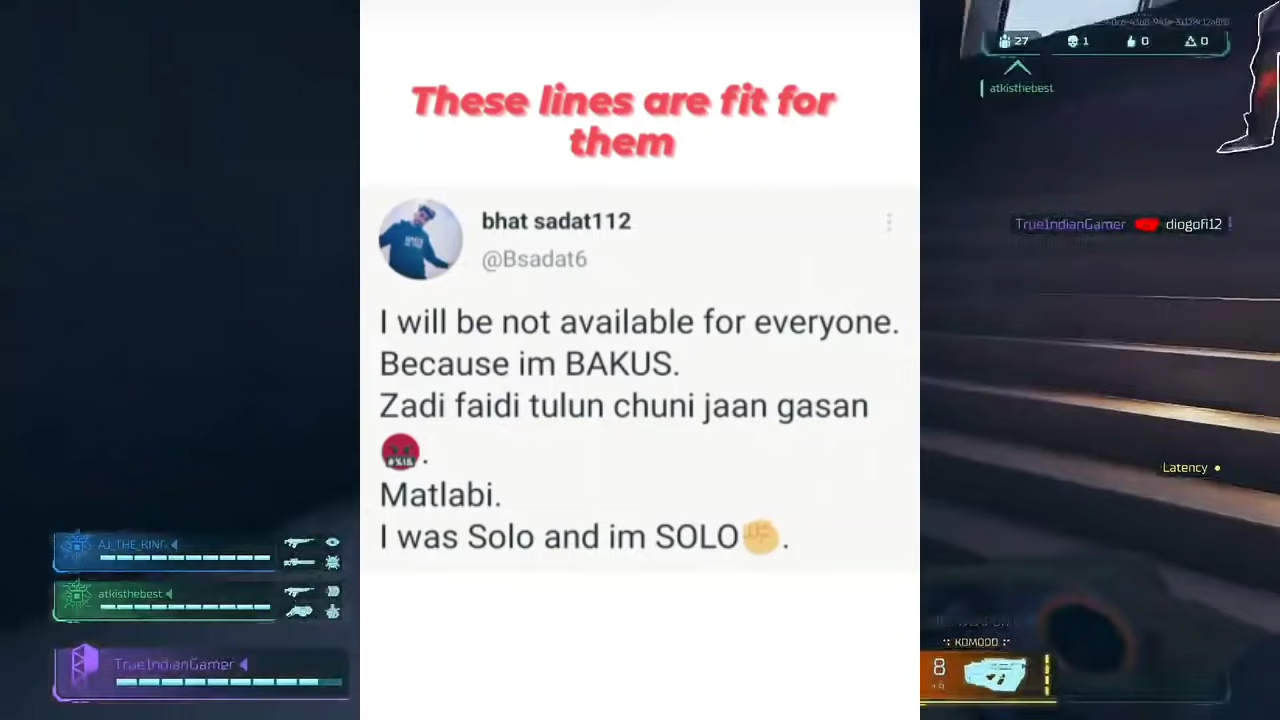 27 1 0 0
atkisthebest
These lines are fit for
them
bhat sadat112
@Bsadat6
TrueIndianGamer diogofi12
I will be not available for everyone.
Because im BAKUS.
Zadi faidi tulun chuni jaan gasan
🤬.
Matlabi.
I was Solo and im SOLO✊.
Latency
AJ_THE_KING
atkisthebest
TrueIndianGamer
KOMODO
8